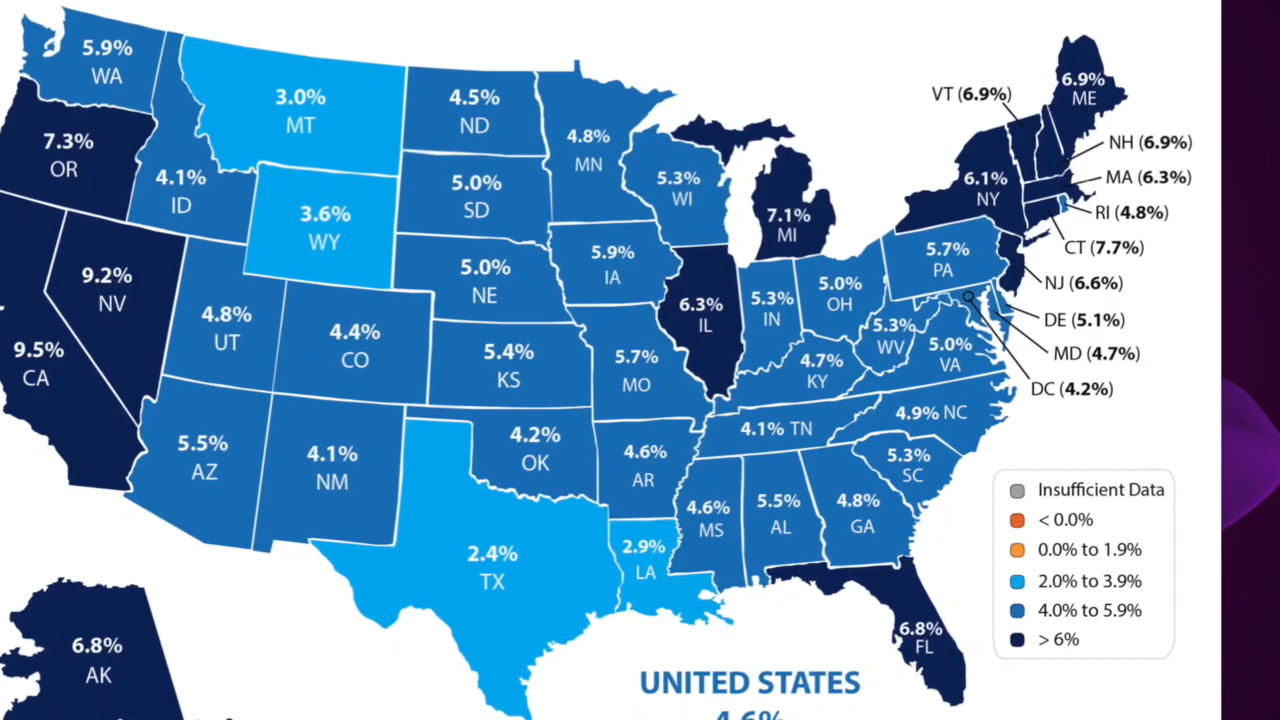 5.9%
WA
7.3%
OR
4.1%
ID
3.0%
MT
3.6%
WY
9.2%
NV
9.5%
CA
4.8%
UT
4.4%
CO
5.5%
AZ
4.1%
NM
4.5%
ND
5.0%
SD
5.0%
NE
5.4%
KS
4.2%
OK
2.4%
TX
4.8%
MN
5.9%
IA
5.7%
MO
4.6%
AR
2.9%
LA
5.3%
WI
6.3%
IL
7.1%
MI
5.3%
IN
5.0%
OH
4.7%
KY
4.1% TN
4.6%
MS
5.5%
AL
4.8%
GA
6.8%
FL
5.3%
SC
4.9% NC
5.0%
VA
5.3%
WV
5.7%
PA
6.1%
NY
6.9%
ME
VT (6.9%)
NH (6.9%)
MA (6.3%)
RI (4.8%)
CT (7.7%)
NJ (6.6%)
DE (5.1%)
MD (4.7%)
DC (4.2%)
6.8%
AK
Insufficient Data
< 0.0%
0.0% to 1.9%
2.0% to 3.9%
4.0% to 5.9%
> 6%
UNITED STATES
4.6%